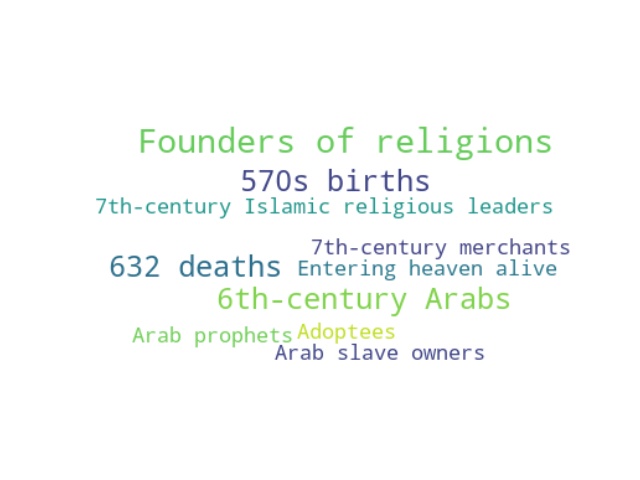 Founders of religions
570s births
7th-century Islamic religious leaders
7th-century merchants
632 deaths
Entering heaven alive
6th-century Arabs
Arab prophets
Adoptees
Arab slave owners